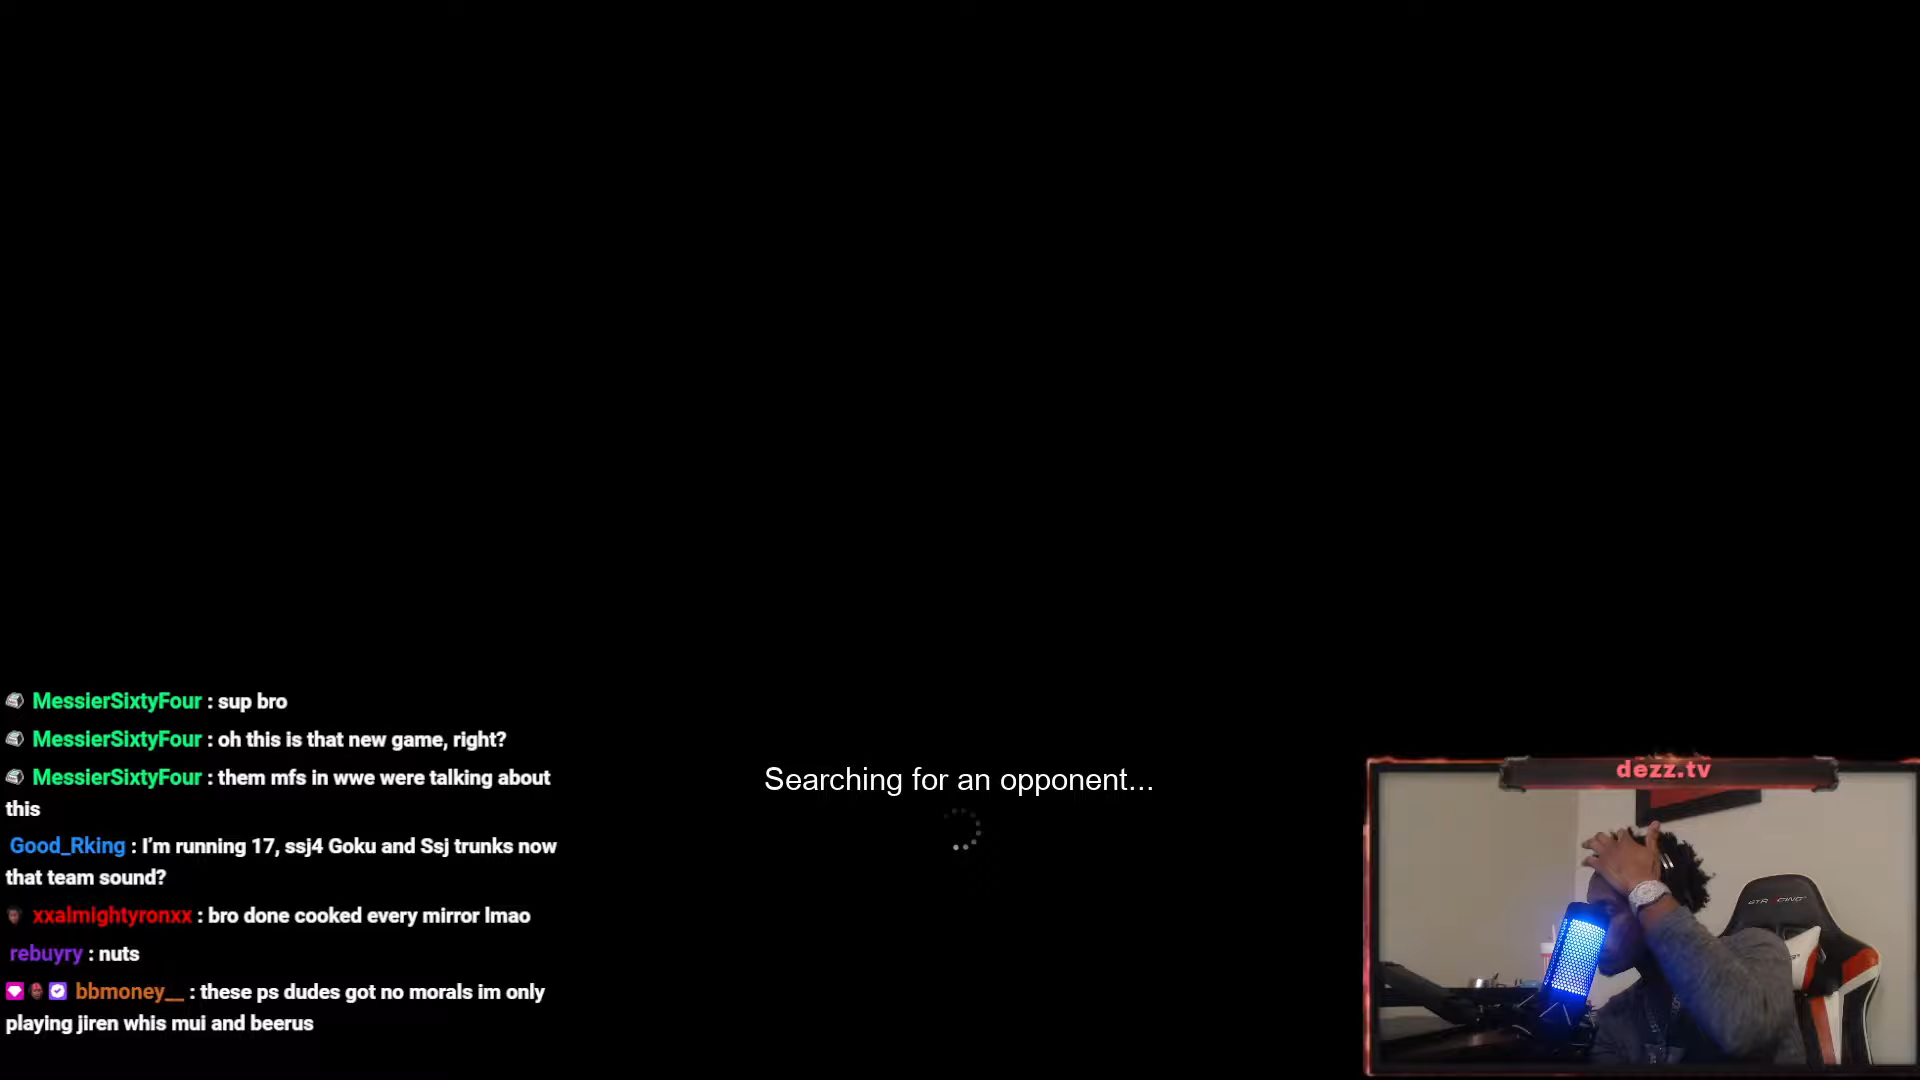 MessierSixtyFour : sup bro
MessierSixtyFour : oh this is that new game, right?
MessierSixtyFour : them mfs in wwe were talking about
this
Good_Rking : I'm running 17, ssj4 Goku and Ssj trunks now
that team sound?
xxalmightyronxx : bro done cooked every mirror lmao
rebuyry : nuts
bbmoney__ : these ps dudes got no morals im only
playing jiren whis mui and beerus
Searching for an opponent...
dezz.tv